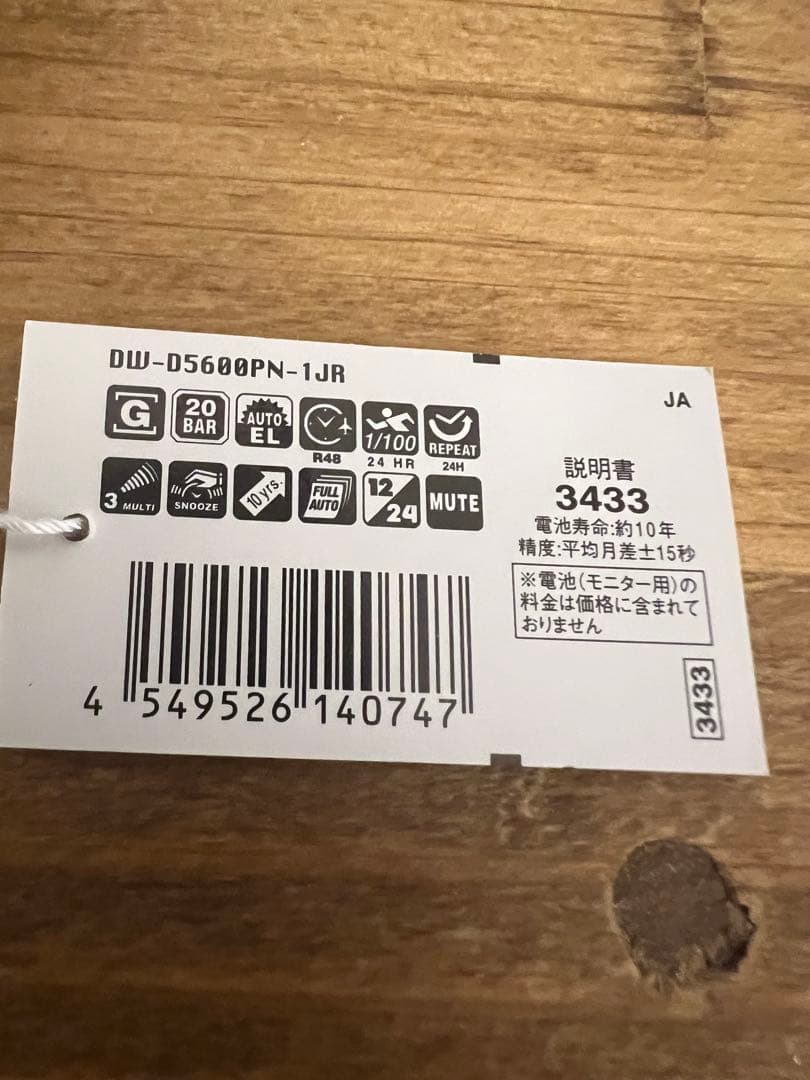 DW-D5600PN-1JR
JA
G
20 BAR
AUTO EL
R48
1/100
24 HR
REPEAT
24H
3 MULTI
SNOOZE
10 yrs.
FULL AUTO
12/24
MUTE
説明書
3433
電池寿命:約10年
精度:平均月差±15秒
※電池(モニター用)の
料金は価格に含まれて
おりません
3433
4 549526 140747